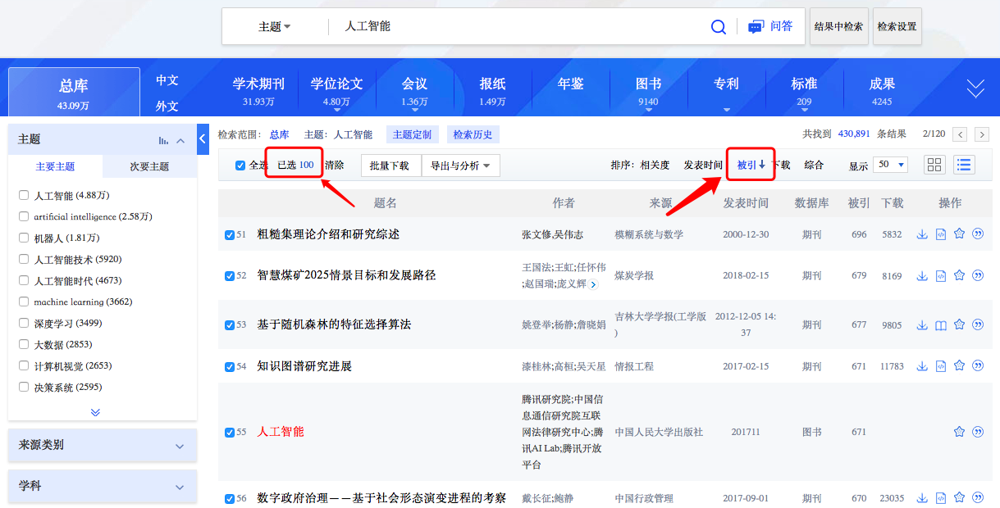 主题 人工智能 问答 结果中检索 检索设置
总库 中文 学术期刊 学位论文 会议 报纸 年鉴 图书 专利 标准 成果
43.09万 外文 31.93万 4.80万 1.36万 1.49万 9140 209 4245
主题
主要主题 次要主题
人工智能 (4.88万)
artificial intelligence (2.58万)
机器人 (1.81万)
人工智能技术 (5920)
人工智能时代 (4673)
machine learning (3662)
深度学习 (3499)
大数据 (2853)
计算机视觉 (2653)
决策系统 (2595)
来源类别
学科
检索范围: 总库 主题: 人工智能 主题定制 检索历史 共找到 430,891 条结果 2/120
全选 已选 100 清除 批量下载 导出与分析 排序: 相关度 发表时间 被引 下载 综合 显示 50
题名 作者 来源 发表时间 数据库 被引 下载 操作
51 粗糙集理论介绍和研究综述 张文修,吴伟志 模糊系统与数学 2000-12-30 期刊 696 5832
52 智慧煤矿2025情景目标和发展路径 王国法;王虹;任怀伟
;赵国瑞;庞义辉 煤炭学报 2018-02-15 期刊 679 8169
53 基于随机森林的特征选择算法 姚登举;杨静;詹晓娟 吉林大学学报(工学版
) 2012-12-05 14:
37 期刊 677 9805
54 知识图谱研究进展 漆桂林;高桓;吴天星 情报工程 2017-02-15 期刊 671 11783
55 人工智能 腾讯研究院;中国信
息通信研究院互联
网法律研究中心;腾
讯AI Lab;腾讯开放
平台 中国人民大学出版社 201711 图书 671
56 数字政府治理——基于社会形态演变进程的考察 戴长征;鲍静 中国行政管理 2017-09-01 期刊 670 23035